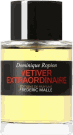 Dominique Ropion
VETIVER
EXTRAORDINAIRE
FREDERIC MALLE